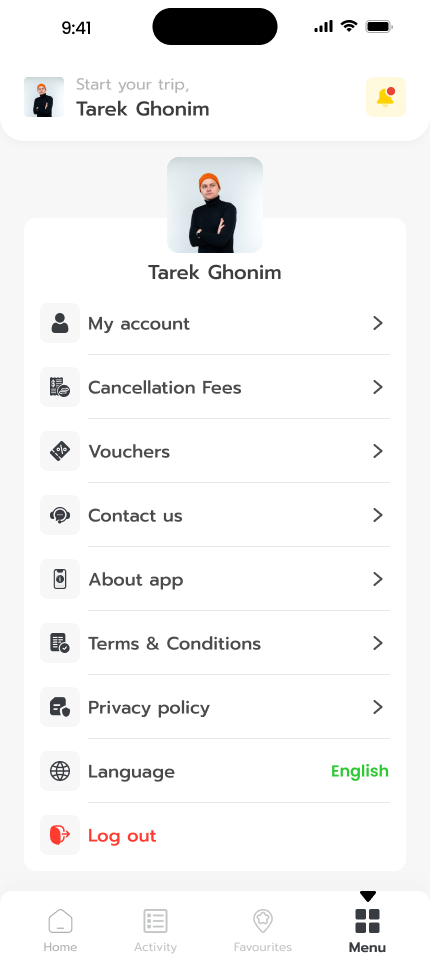 9:41
Start your trip,
Tarek Ghonim
Tarek Ghonim
My account
Cancellation Fees
Vouchers
Contact us
About app
Terms & Conditions
Privacy policy
Language English
Log out
Home Activity Favourites Menu